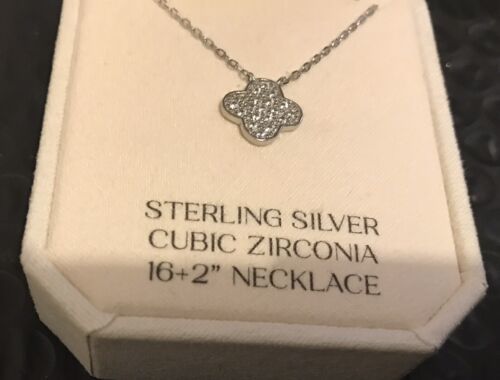 STERLING SILVER
CUBIC ZIRCONIA
16+2" NECKLACE